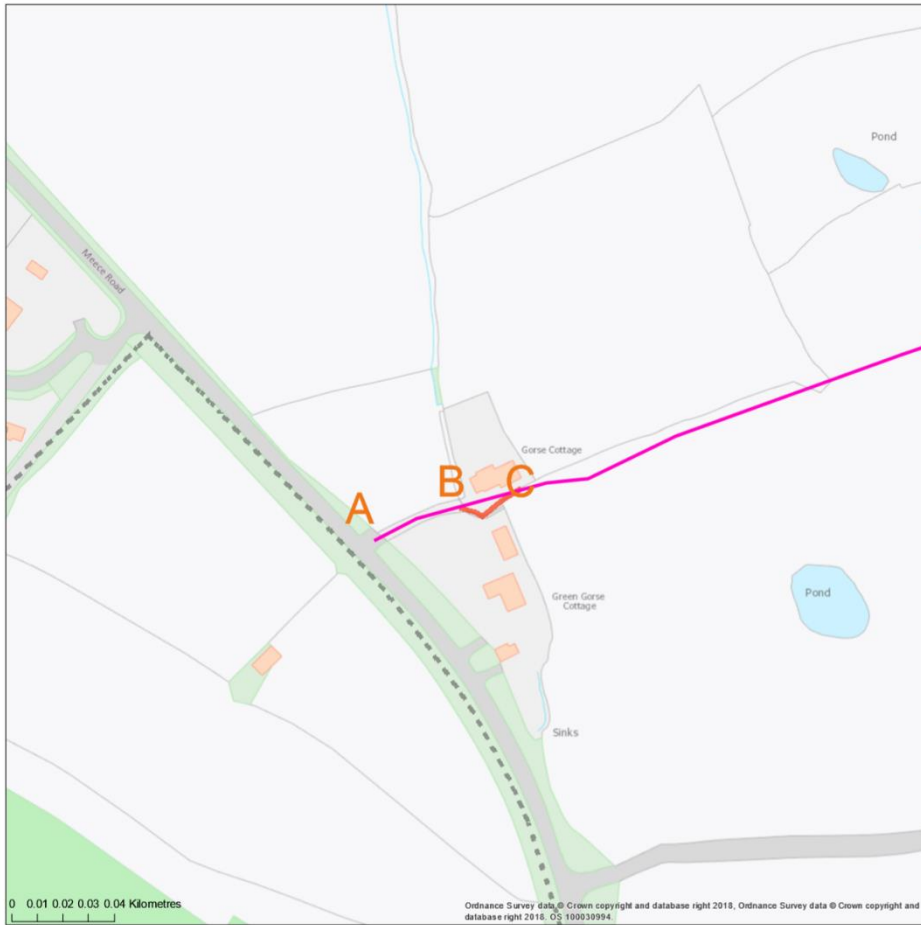 Pond
Meece Road
Gorse Cottage
B
C
A
Green Gorse
Cottage
Pond
Sinks
0 0.01 0.02 0.03 0.04 Kilometres
Ordnance Survey data © Crown copyright and database right 2018, Ordnance Survey data © Crown copyright and
database right 2018. OS 100030994.